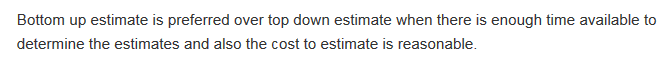 Bottom up estimate is preferred over top down estimate when there is enough time available to
determine the estimates and also the cost to estimate is reasonable.